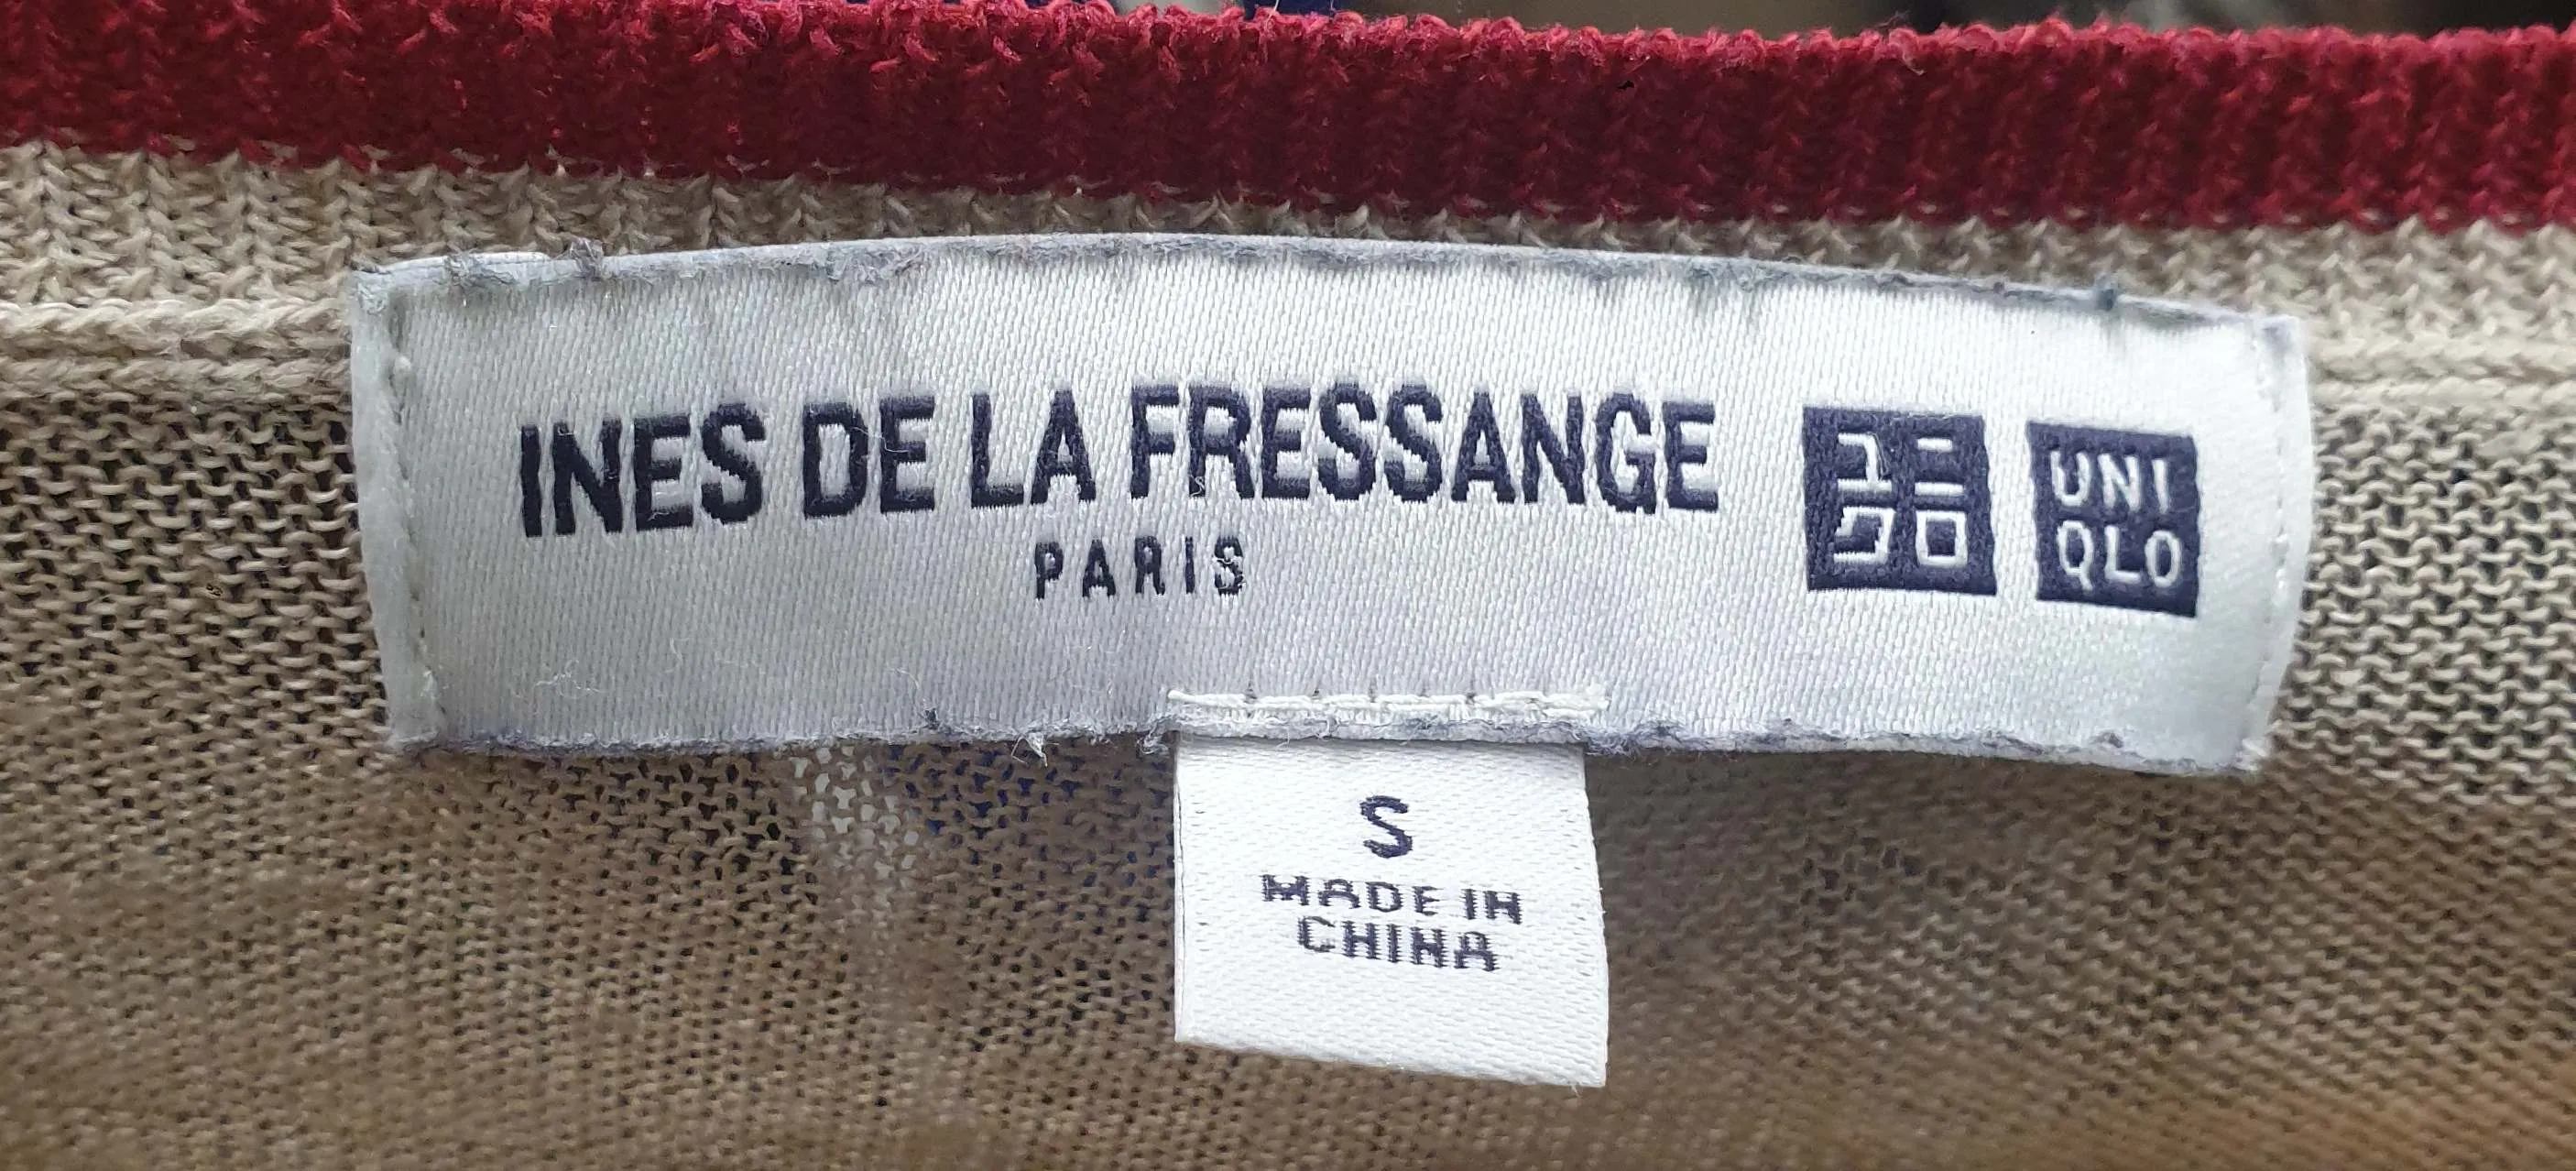 INES DE LA FRESSANGE
PARIS
ユニ
クロ
UNI
QLO
S
MADE IN
CHINA